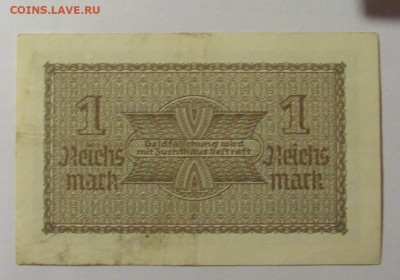 COINS.LAVE.RU
1 1
Reichs
mark
Geldfälschung wird
mit Zuchthaus bestraft
Reichs
mark